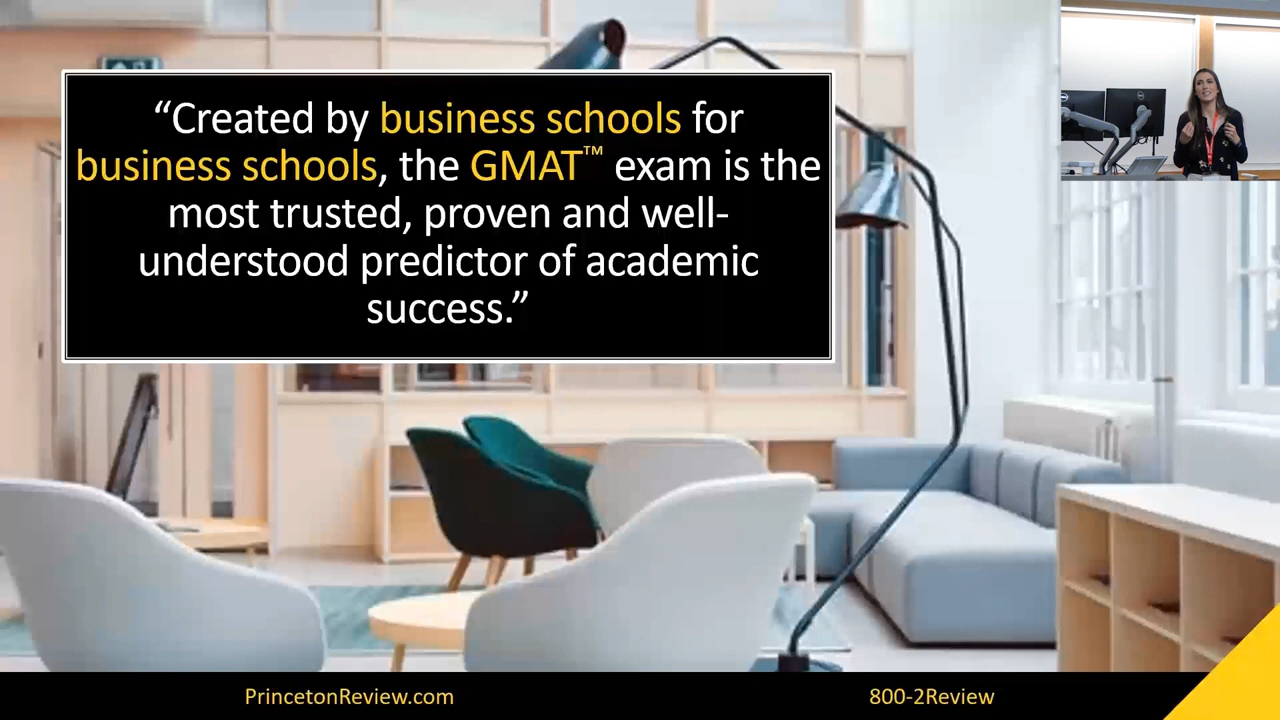 “Created by business schools for
business schools, the GMAT™ exam is the
most trusted, proven and well-
understood predictor of academic
success.”
PrincetonReview.com
800-2Review